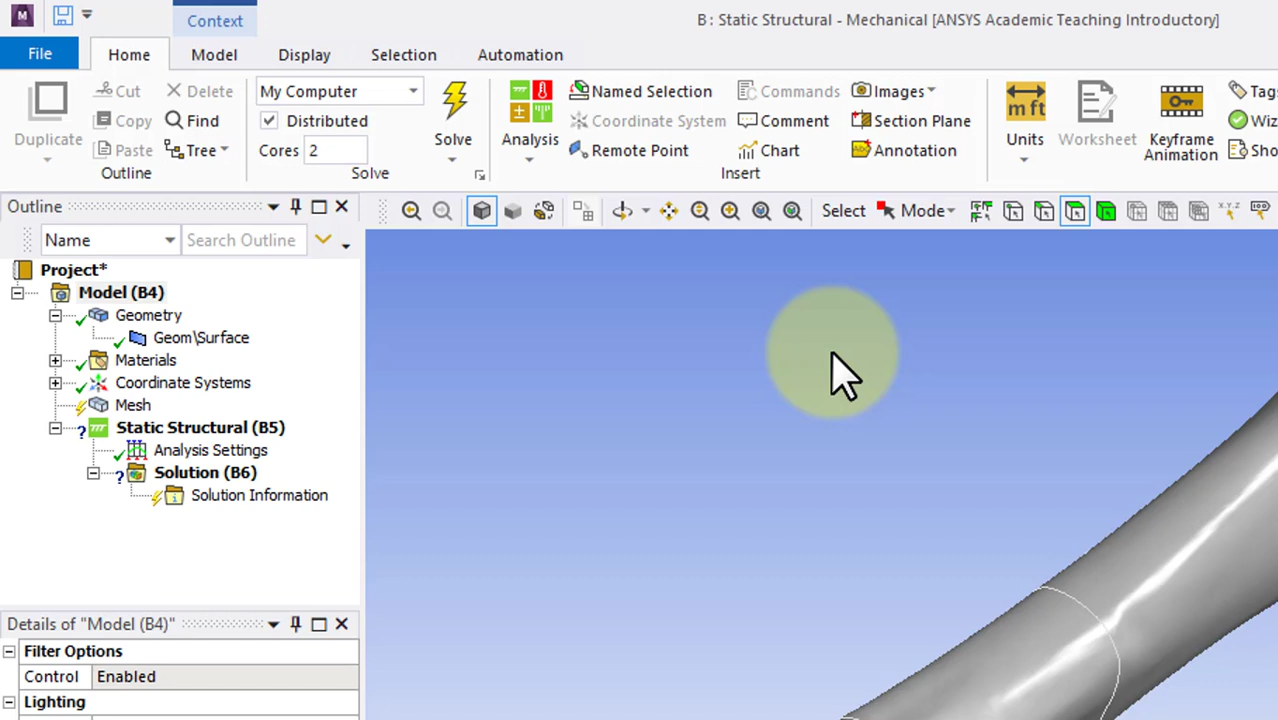 M
Context
B : Static Structural - Mechanical [ANSYS Academic Teaching Introductory]
File Home Model Display Selection Automation
Duplicate
Cut
Copy
Paste
Delete
Find
Tree
Outline
My Computer
Distributed
Cores 2
Solve
Solve
Analysis
Named Selection
Coordinate System
Remote Point
Commands
Comment
Chart
Images
Section Plane
Annotation
Insert
m ft
Units
Worksheet
Keyframe
Animation
Tags
Wiz
Sho
Outline
Name Search Outline
Select Mode
Project*
Model (B4)
Geometry
Geom\Surface
Materials
Coordinate Systems
Mesh
Static Structural (B5)
Analysis Settings
Solution (B6)
Solution Information
Details of "Model (B4)"
Filter Options
Control Enabled
Lighting